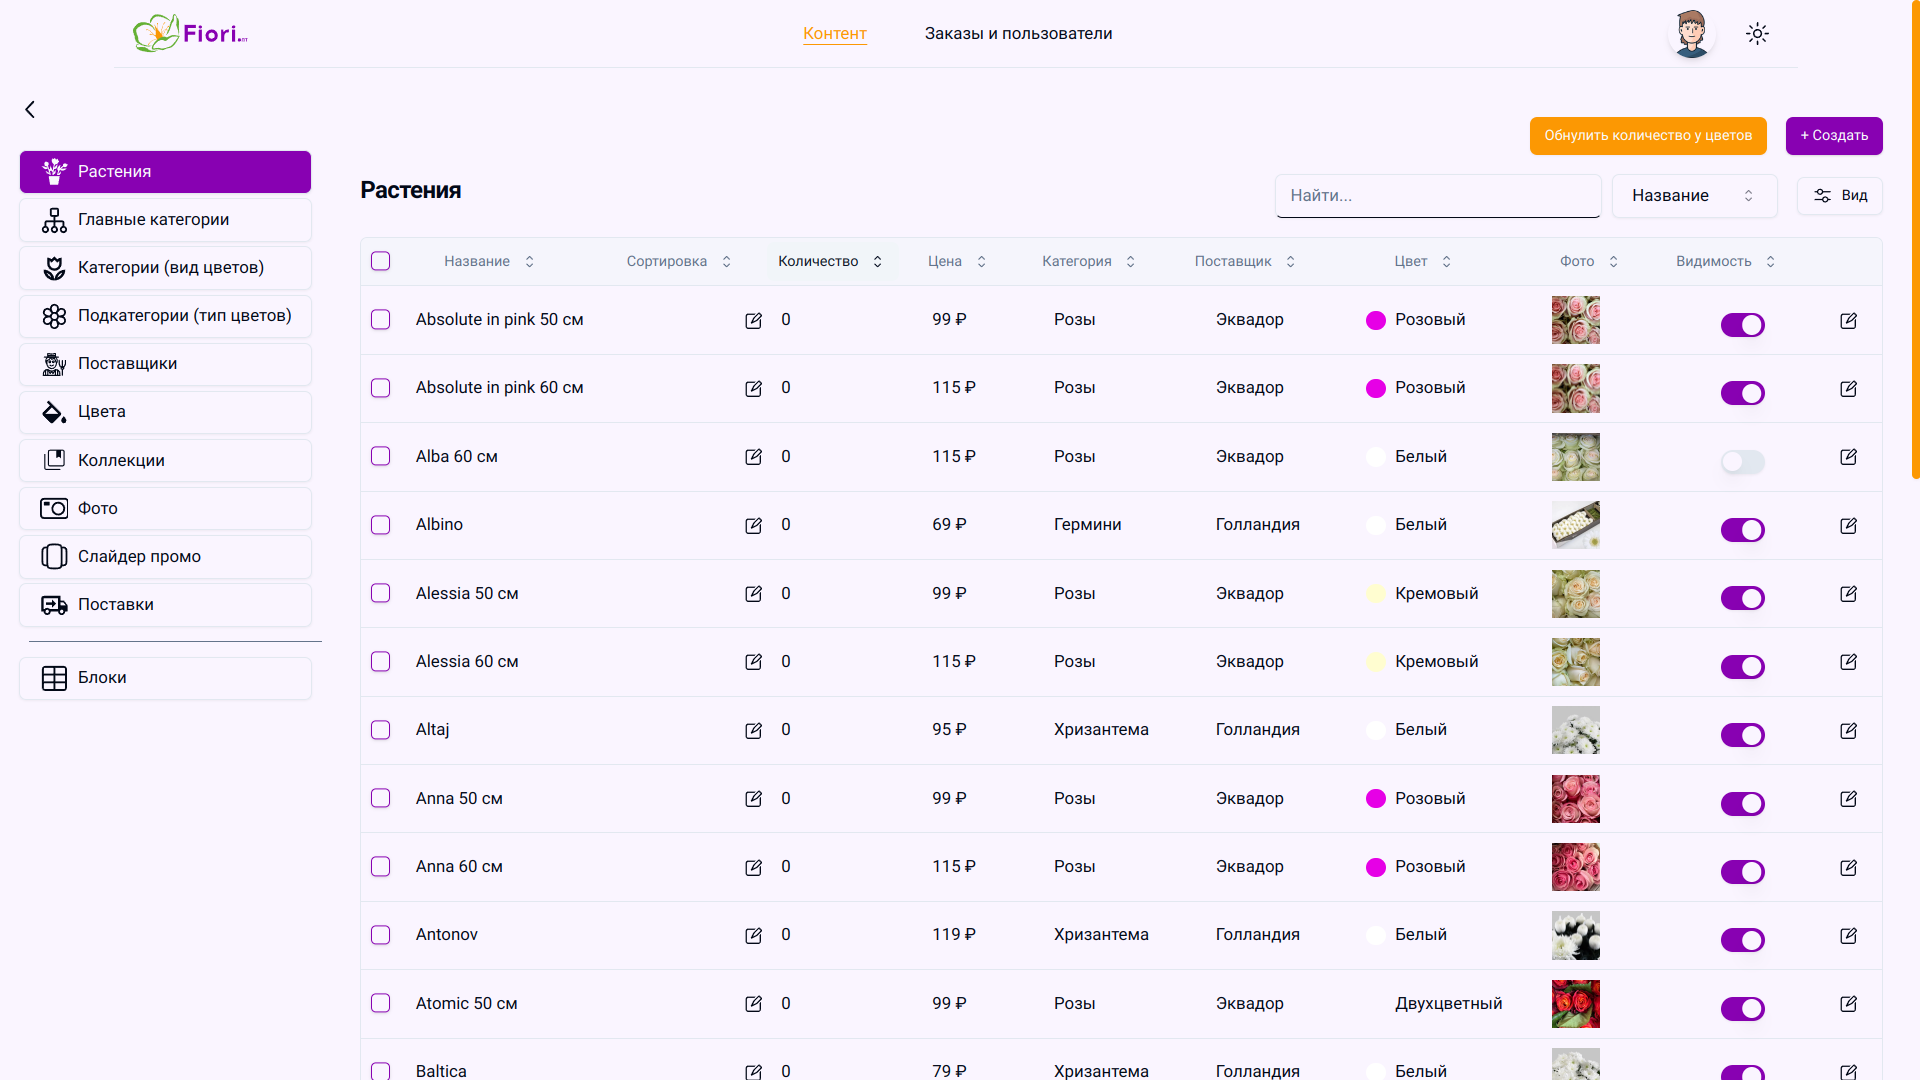 Fiori.
Контент
Заказы и пользователи
Обнулить количество у цветов
+ Создать
Растения
Главные категории
Категории (вид цветов)
Подкатегории (тип цветов)
Поставщики
Цвета
Коллекции
Фото
Слайдер промо
Поставки
Блоки
Растения
Найти...
Название
Вид
Название Сортировка Количество Цена Категория Поставщик Цвет Фото Видимость
Absolute in pink 50 см 0 99 ₽ Розы Эквадор Розовый
Absolute in pink 60 см 0 115 ₽ Розы Эквадор Розовый
Alba 60 см 0 115 ₽ Розы Эквадор Белый
Albino 0 69 ₽ Гермини Голландия Белый
Alessia 50 см 0 99 ₽ Розы Эквадор Кремовый
Alessia 60 см 0 115 ₽ Розы Эквадор Кремовый
Altaj 0 95 ₽ Хризантема Голландия Белый
Anna 50 см 0 99 ₽ Розы Эквадор Розовый
Anna 60 см 0 115 ₽ Розы Эквадор Розовый
Antonov 0 119 ₽ Хризантема Голландия Белый
Atomic 50 см 0 99 ₽ Розы Эквадор Двухцветный
Baltica 0 79 ₽ Хризантема Голландия Белый